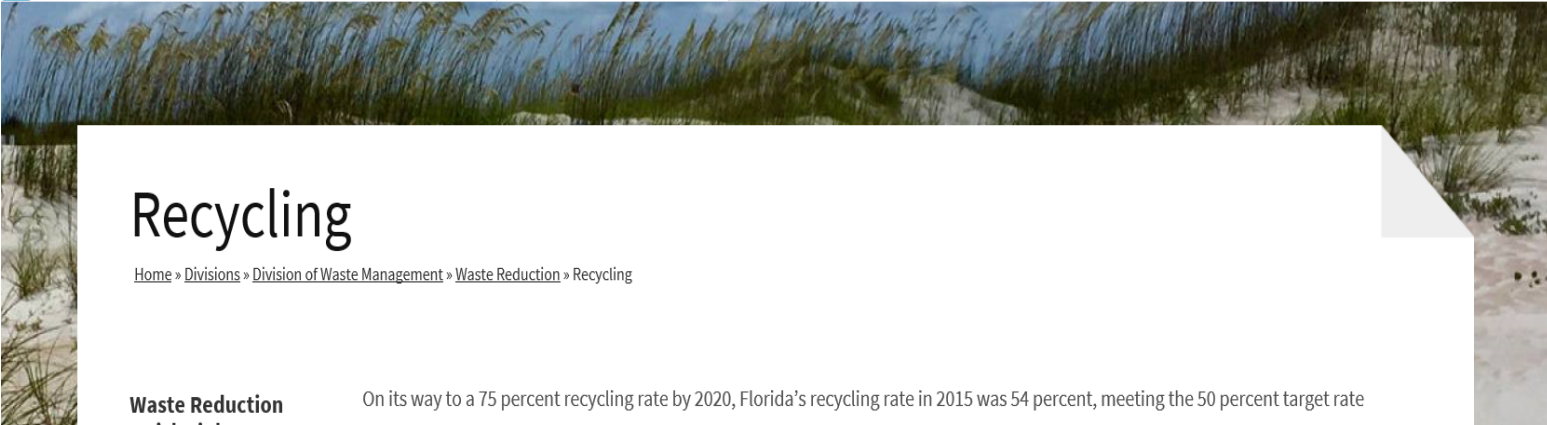 Recycling
Home » Divisions » Division of Waste Management » Waste Reduction » Recycling
Waste Reduction
On its way to a 75 percent recycling rate by 2020, Florida’s recycling rate in 2015 was 54 percent, meeting the 50 percent target rate